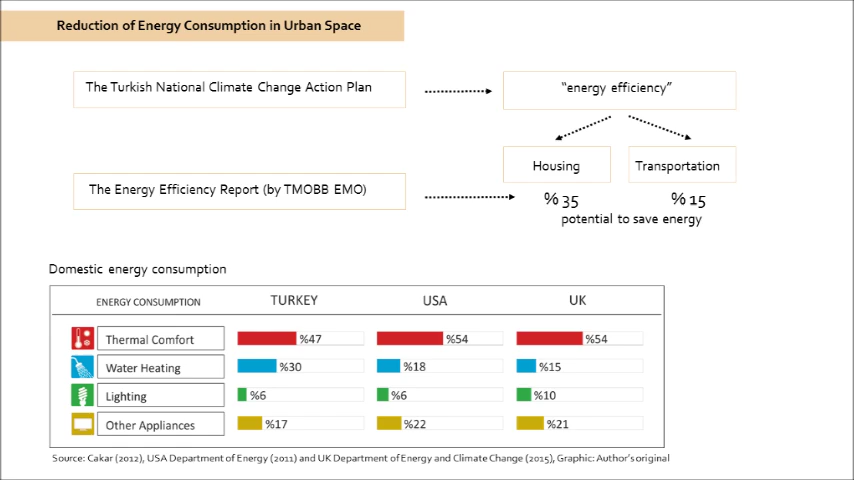 Reduction of Energy Consumption in Urban Space
The Turkish National Climate Change Action Plan
“energy efficiency”
Housing
Transportation
The Energy Efficiency Report (by TMOBB EMO)
%35
%15
potential to save energy
Domestic energy consumption
ENERGY CONSUMPTION TURKEY USA UK
Thermal Comfort %47 %54 %54
Water Heating %30 %18 %15
Lighting %6 %6 %10
Other Appliances %17 %22 %21
Source: Cakar (2012), USA Department of Energy (2011) and UK Department of Energy and Climate Change (2015), Graphic: Author's original